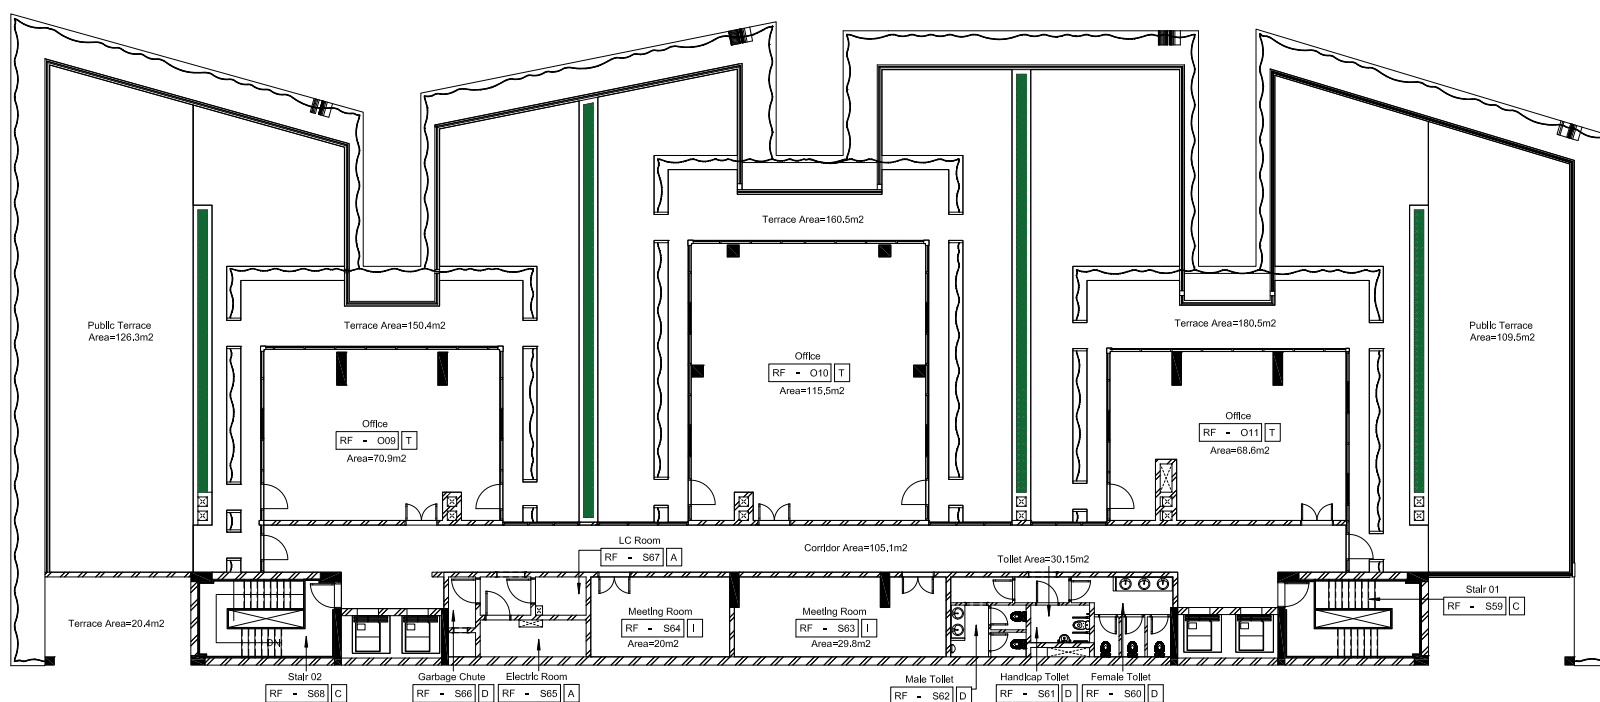 Terrace Area=160.5m2
Public Terrace
Area=126.3m2
Terrace Area=150.4m2
Terrace Area=180.5m2
Public Terrace
Area=109.5m2
Office
RF - O10 T
Area=115.5m2
Office
RF - O09 T
Area=70.9m2
Office
RF - O11 T
Area=68.6m2
LC Room
RF - S67 A
Corridor Area=105.1m2
Toilet Area=30.15m2
Stair 01
RF - S59 C
Terrace Area=20.4m2
Meeting Room
RF - S64 I
Area=20m2
Meeting Room
RF - S63 I
Area=29.8m2
DN
Stair 02
RF - S68 C
Garbage Chute
RF - S66 D
Electric Room
RF - S65 A
Male Toilet
RF - S62 D
Handicap Toilet
RF - S61 D
Female Toilet
RF - S60 D